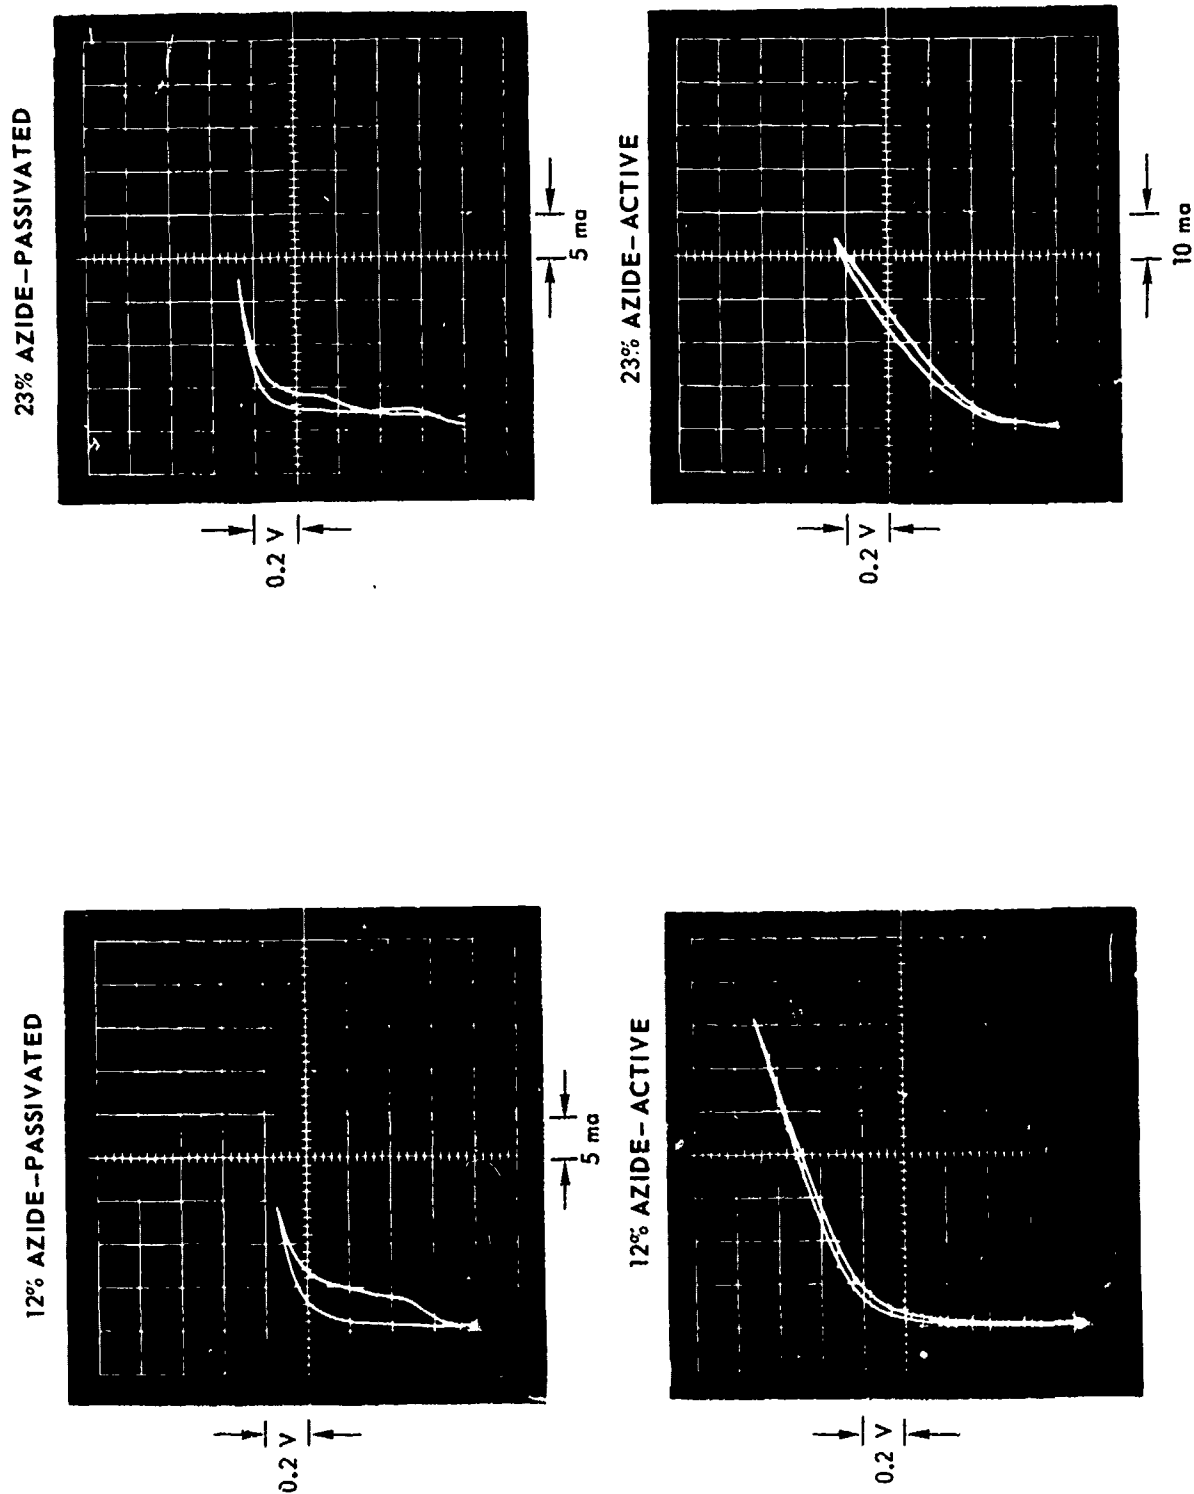 12% AZIDE-PASSIVATED
0.2 V
5 ma
23% AZIDE-PASSIVATED
0.2 V
5 ma
12% AZIDE-ACTIVE
0.2 V
23% AZIDE-ACTIVE
0.2 V
10 ma